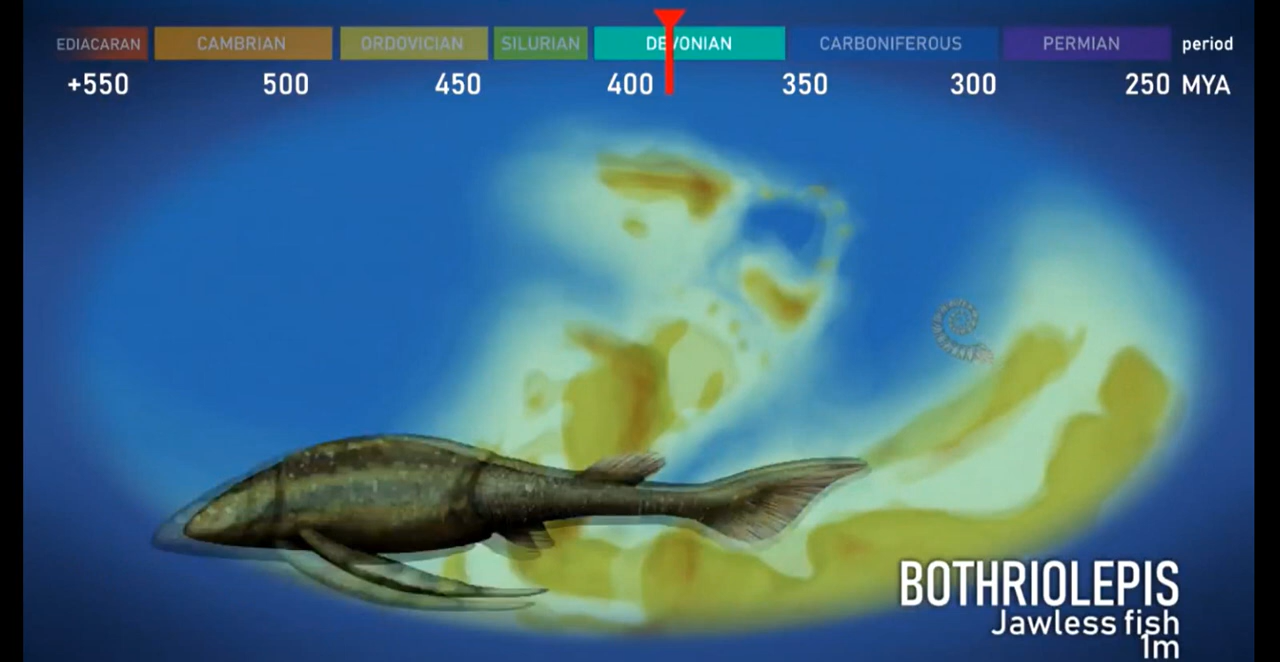 EDIACARAN CAMBRIAN ORDOVICIAN SILURIAN DEVONIAN CARBONIFEROUS PERMIAN period
+550 500 450 400 350 300 250 MYA
BOTHRIOLEPIS
Jawless fish
1m